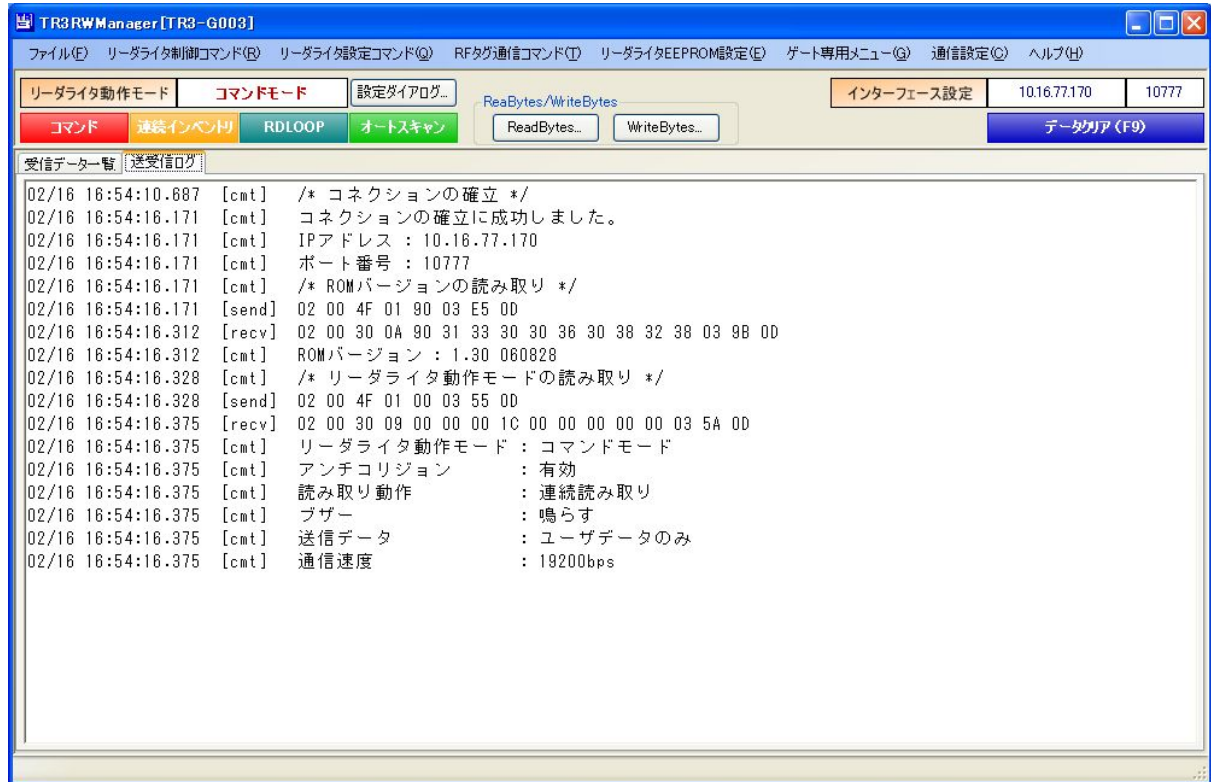 TR3RWManager[TR3-G003]
ファイル(F) リーダライタ制御コマンド(R) リーダライタ設定コマンド(Q) RFタグ通信コマンド(T) リーダライタEEPROM設定(E) ゲート専用メニュー(G) 通信設定(C) ヘルプ(H)
リーダライタ動作モード コマンドモード 設定ダイアログ... ReaBytes/WriteBytes インターフェース設定 10.16.77.170 10777
コマンド 連続インベントリ RDLOOP オートスキャン ReadBytes... WriteBytes... データクリア (F9)
受信データ一覧 送受信ログ
02/16 16:54:10.687 [cmt] /* コネクションの確立 */
02/16 16:54:16.171 [cmt] コネクションの確立に成功しました。
02/16 16:54:16.171 [cmt] IPアドレス : 10.16.77.170
02/16 16:54:16.171 [cmt] ポート番号 : 10777
02/16 16:54:16.171 [cmt] /* ROMバージョンの読み取り */
02/16 16:54:16.171 [send] 02 00 4F 01 90 03 E5 0D
02/16 16:54:16.312 [recv] 02 00 30 0A 90 31 33 30 30 36 30 38 32 38 03 9B 0D
02/16 16:54:16.312 [cmt] ROMバージョン : 1.30 060828
02/16 16:54:16.328 [cmt] /* リーダライタ動作モードの読み取り */
02/16 16:54:16.328 [send] 02 00 4F 01 00 03 55 0D
02/16 16:54:16.375 [recv] 02 00 30 09 00 00 00 1C 00 00 00 00 00 03 5A 0D
02/16 16:54:16.375 [cmt] リーダライタ動作モード : コマンドモード
02/16 16:54:16.375 [cmt] アンチコリジョン : 有効
02/16 16:54:16.375 [cmt] 読み取り動作 : 連続読み取り
02/16 16:54:16.375 [cmt] ブザー : 鳴らす
02/16 16:54:16.375 [cmt] 送信データ : ユーザデータのみ
02/16 16:54:16.375 [cmt] 通信速度 : 19200bps